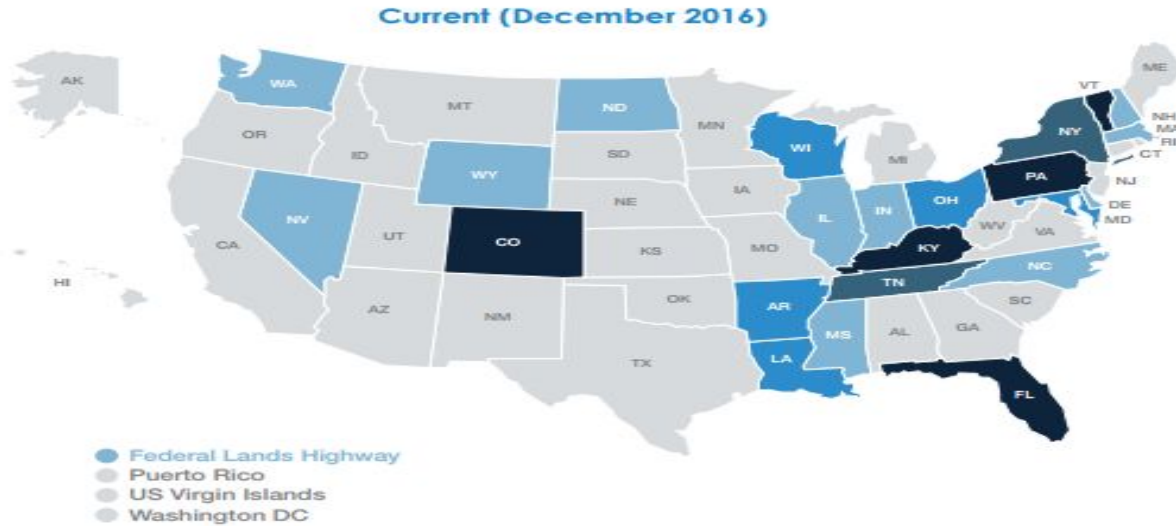 Current (December 2016)
AK
WA
MT
ND
MN
VT
ME
OR
ID
SD
WI
MI
NY
NH
MA
RI
CT
WY
NE
IA
PA
NJ
NV
UT
CO
KS
MO
IL
IN
OH
WV
VA
DE
MD
CA
KY
HI
AZ
NM
OK
AR
TN
NC
SC
TX
LA
MS
AL
GA
FL
Federal Lands Highway
Puerto Rico
US Virgin Islands
Washington DC